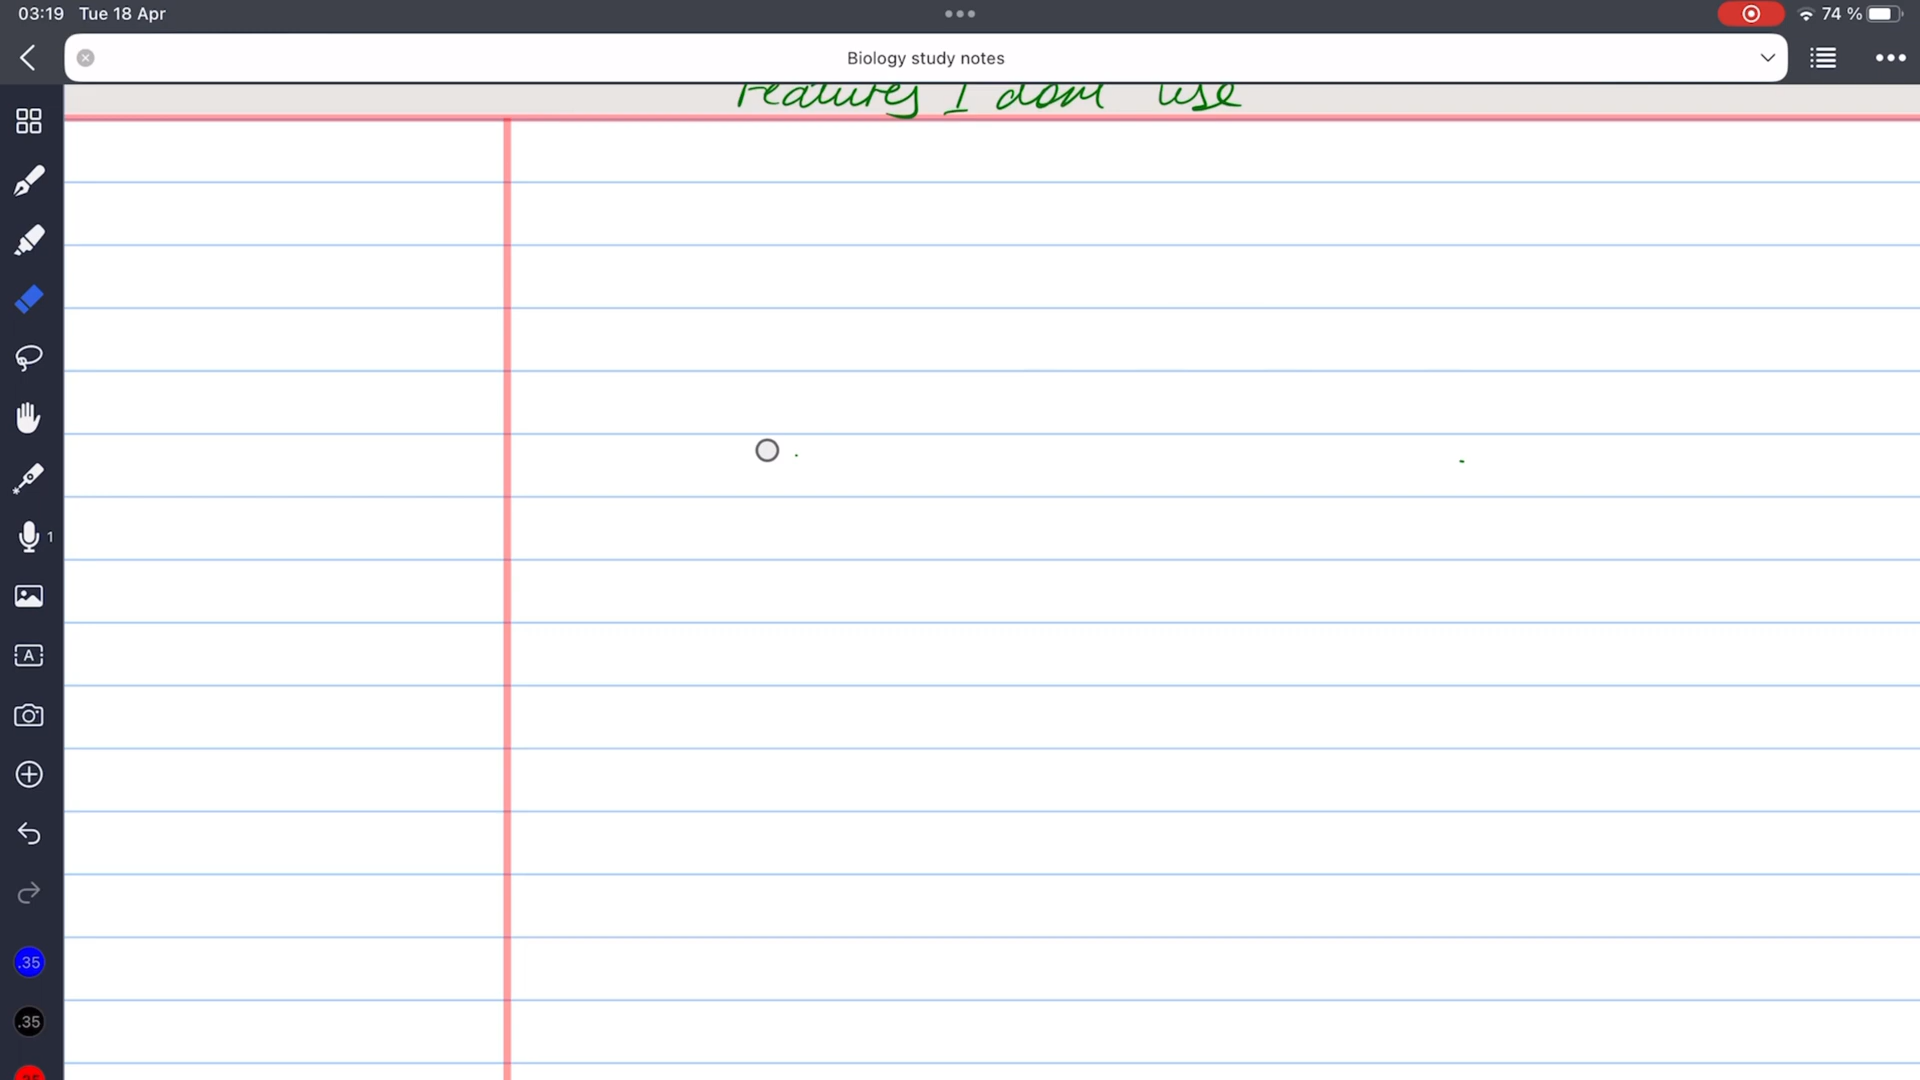 03:19 Tue 18 Apr 74 %
Biology study notes
Features I don't use
1
A
.35
.35